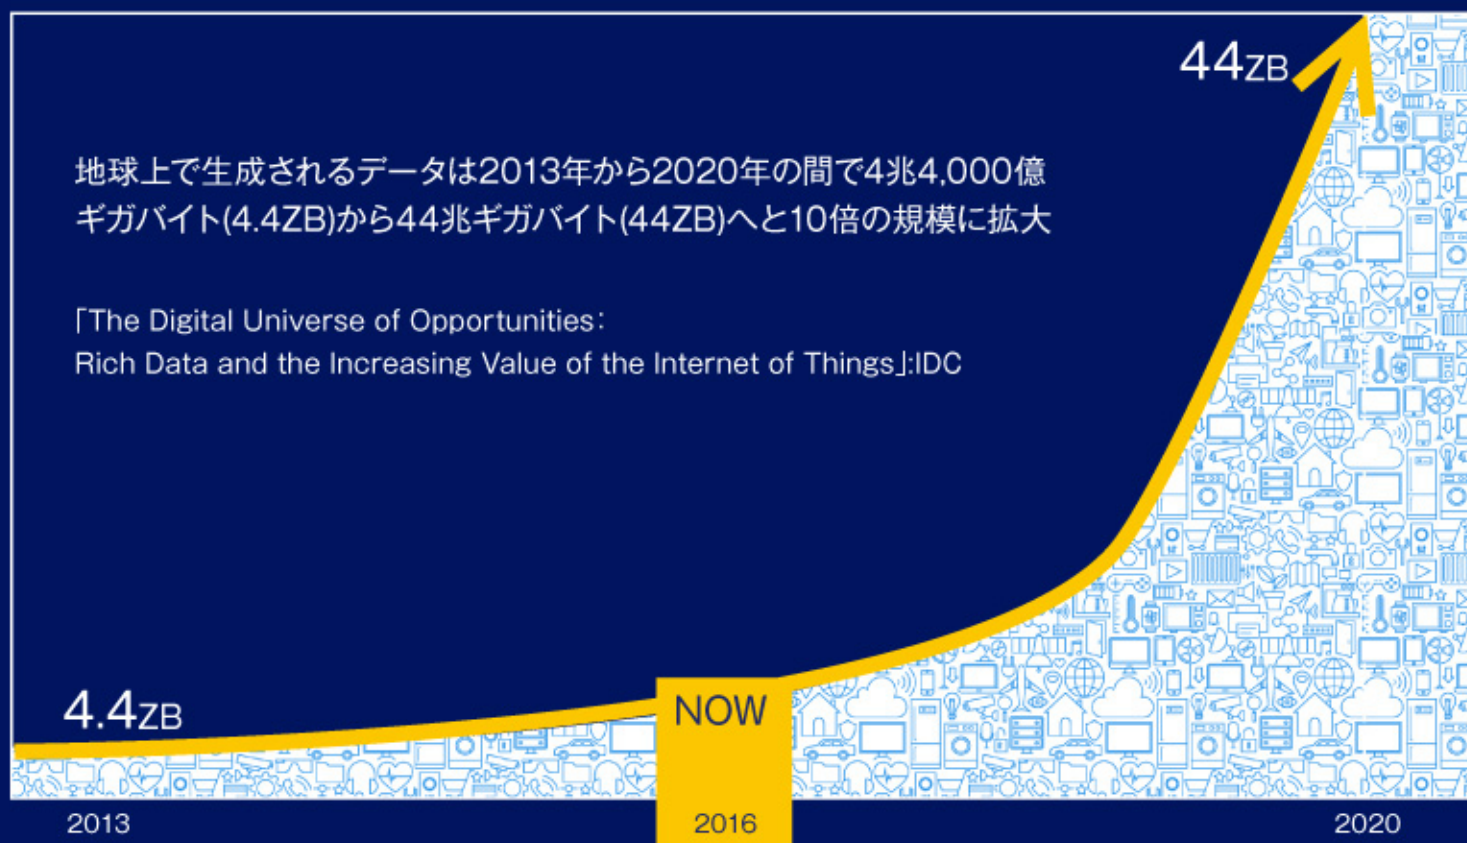 44ZB
地球上で生成されるデータは2013年から2020年の間で4兆4,000億
ギガバイト(4.4ZB)から44兆ギガバイト(44ZB)へと10倍の規模に拡大
「The Digital Universe of Opportunities:
Rich Data and the Increasing Value of the Internet of Things」:IDC
4.4ZB
NOW
2013
2016
2020